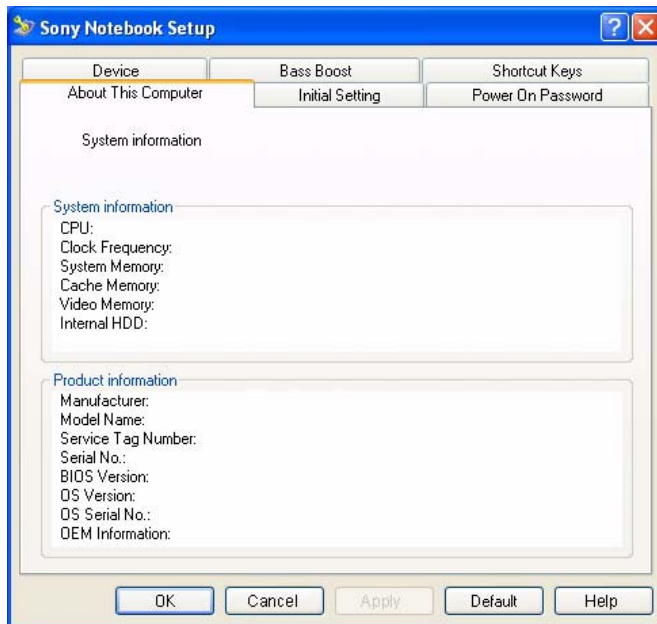 Sony Notebook Setup
Device Bass Boost Shortcut Keys
About This Computer Initial Setting Power On Password
System information
System information
CPU:
Clock Frequency:
System Memory:
Cache Memory:
Video Memory:
Internal HDD:
Product information
Manufacturer:
Model Name:
Service Tag Number:
Serial No.:
BIOS Version:
OS Version:
OS Serial No.:
OEM Information:
OK Cancel Apply Default Help